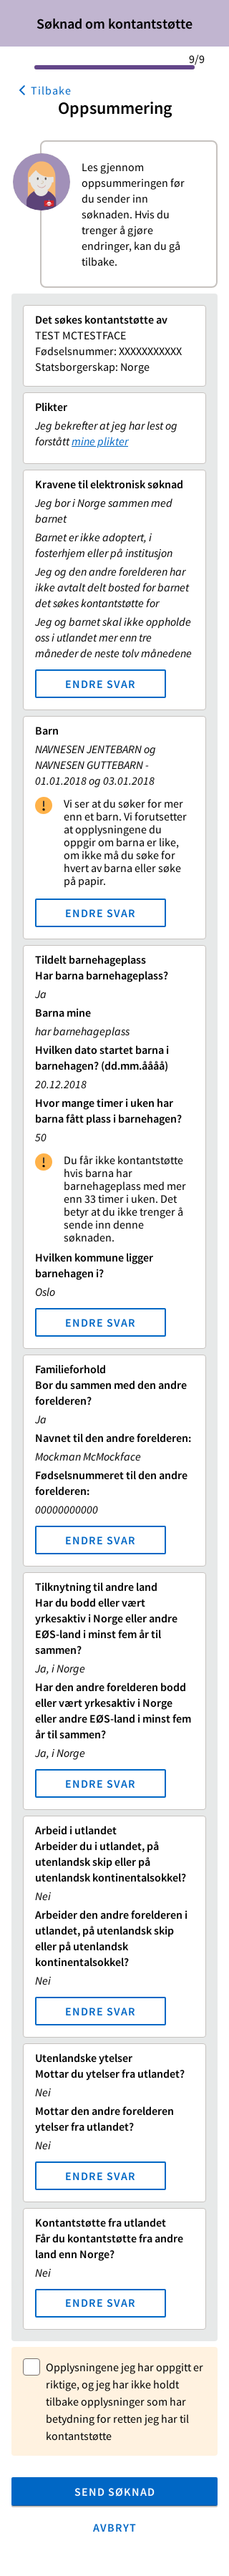 Søknad om kontantstøtte
9/9
Tilbake
Oppsummering
Les gjennom
oppsummeringen før
du sender inn
søknaden. Hvis du
trenger å gjøre
endringer, kan du gå
tilbake.
Det søkes kontantstøtte av
TEST MCTESTFACE
Fødselsnummer: XXXXXXXXXXX
Statsborgerskap: Norge
Plikter
Jeg bekrefter at jeg har lest og
forstått mine plikter
Kravene til elektronisk søknad
Jeg bor i Norge sammen med
barnet
Barnet er ikke adoptert, i
fosterhjem eller på institusjon
Jeg og den andre forelderen har
ikke avtalt delt bosted for barnet
det søkes kontantstøtte for
Jeg og barnet skal ikke oppholde
oss i utlandet mer enn tre
måneder de neste tolv månedene
ENDRE SVAR
Barn
NAVNESEN JENTEBARN og
NAVNESEN GUTTEBARN -
01.01.2018 og 03.01.2018
Vi ser at du søker for mer
enn et barn. Vi forutsetter
at opplysningene du
oppgir om barna er like,
om ikke må du søke for
hvert av barna eller søke
på papir.
ENDRE SVAR
Tildelt barnehageplass
Har barna barnehageplass?
Ja
Barna mine
har barnehageplass
Hvilken dato startet barna i
barnehagen? (dd.mm.åååå)
20.12.2018
Hvor mange timer i uken har
barna fått plass i barnehagen?
50
Du får ikke kontantstøtte
hvis barna har
barnehageplass med mer
enn 33 timer i uken. Det
betyr at du ikke trenger å
sende inn denne
søknaden.
Hvilken kommune ligger
barnehagen i?
Oslo
ENDRE SVAR
Familieforhold
Bor du sammen med den andre
forelderen?
Ja
Navnet til den andre forelderen:
Mockman McMockface
Fødselsnummeret til den andre
forelderen:
00000000000
ENDRE SVAR
Tilknytning til andre land
Har du bodd eller vært
yrkesaktiv i Norge eller andre
EØS-land i minst fem år til
sammen?
Ja, i Norge
Har den andre forelderen bodd
eller vært yrkesaktiv i Norge
eller andre EØS-land i minst fem
år til sammen?
Ja, i Norge
ENDRE SVAR
Arbeid i utlandet
Arbeider du i utlandet, på
utenlandsk skip eller på
utenlandsk kontinentalsokkel?
Nei
Arbeider den andre forelderen i
utlandet, på utenlandsk skip
eller på utenlandsk
kontinentalsokkel?
Nei
ENDRE SVAR
Utenlandske ytelser
Mottar du ytelser fra utlandet?
Nei
Mottar den andre forelderen
ytelser fra utlandet?
Nei
ENDRE SVAR
Kontantstøtte fra utlandet
Får du kontantstøtte fra andre
land enn Norge?
Nei
ENDRE SVAR
Opplysningene jeg har oppgitt er
riktige, og jeg har ikke holdt
tilbake opplysninger som har
betydning for retten jeg har til
kontantstøtte
SEND SØKNAD
AVBRYT